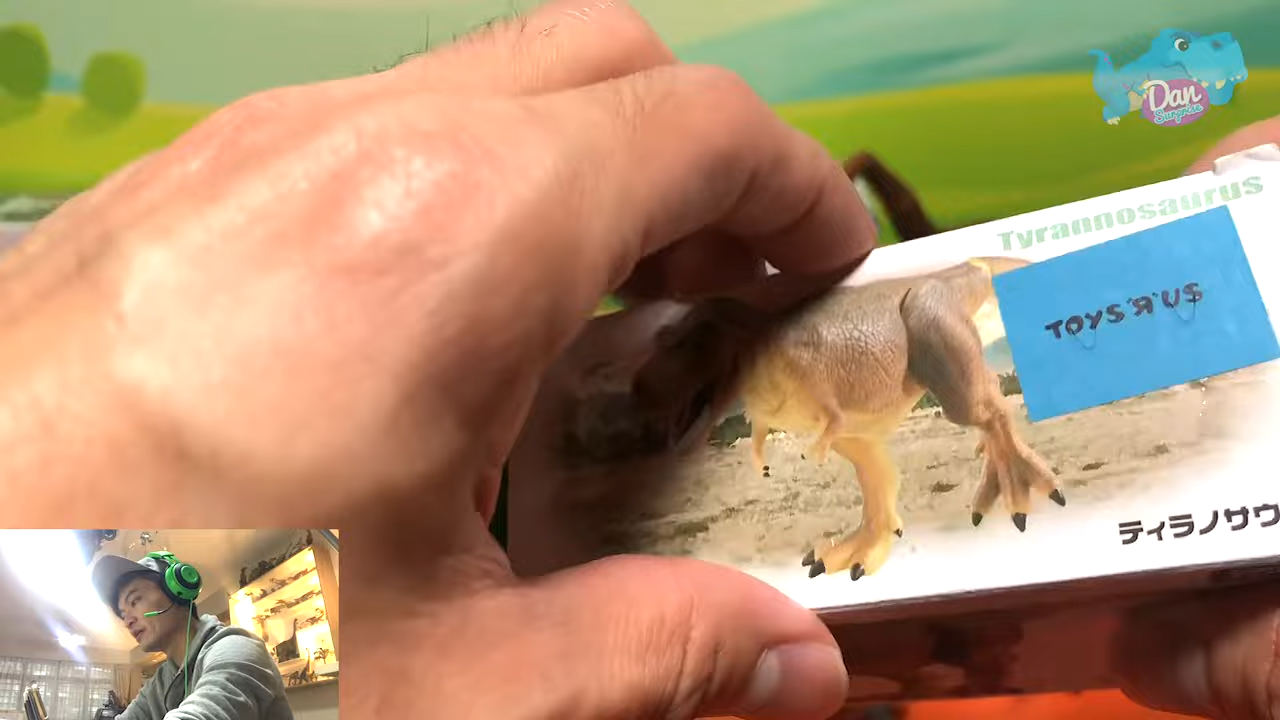 Dan
Surprise
Tyrannosaurus
TOYS"R"US
ティラノサウ